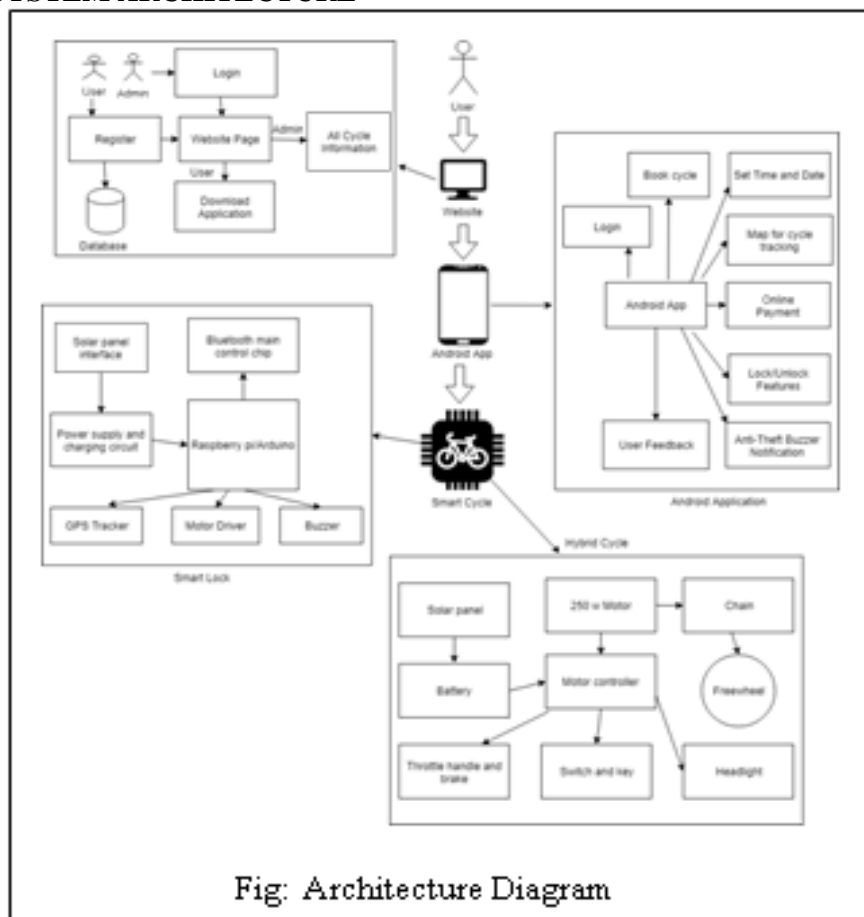 SYSTEM ARCHITECTURE
User
Admin
Login
Register
Website Page
Admin
All Cycle
Information
User
Download
Application
Database
User
Website
Android App
Smart Cycle
Book cycle
Set Time and Date
Login
Map for cycle
tracking
Android App
Online
Payment
Lock/Unlock
Features
User Feedback
Anti-Theft Buzzer
Notification
Android Application
Solar panel
interface
Bluetooth main
control chip
Power supply and
charging circuit
Raspberry pi/Arduino
GPS Tracker
Motor Driver
Buzzer
Smart Lock
Hybrid Cycle
Solar panel
250 w Motor
Chain
Battery
Motor controller
Freewheel
Throttle handle and
brake
Switch and key
Headlight
Fig: Architecture Diagram